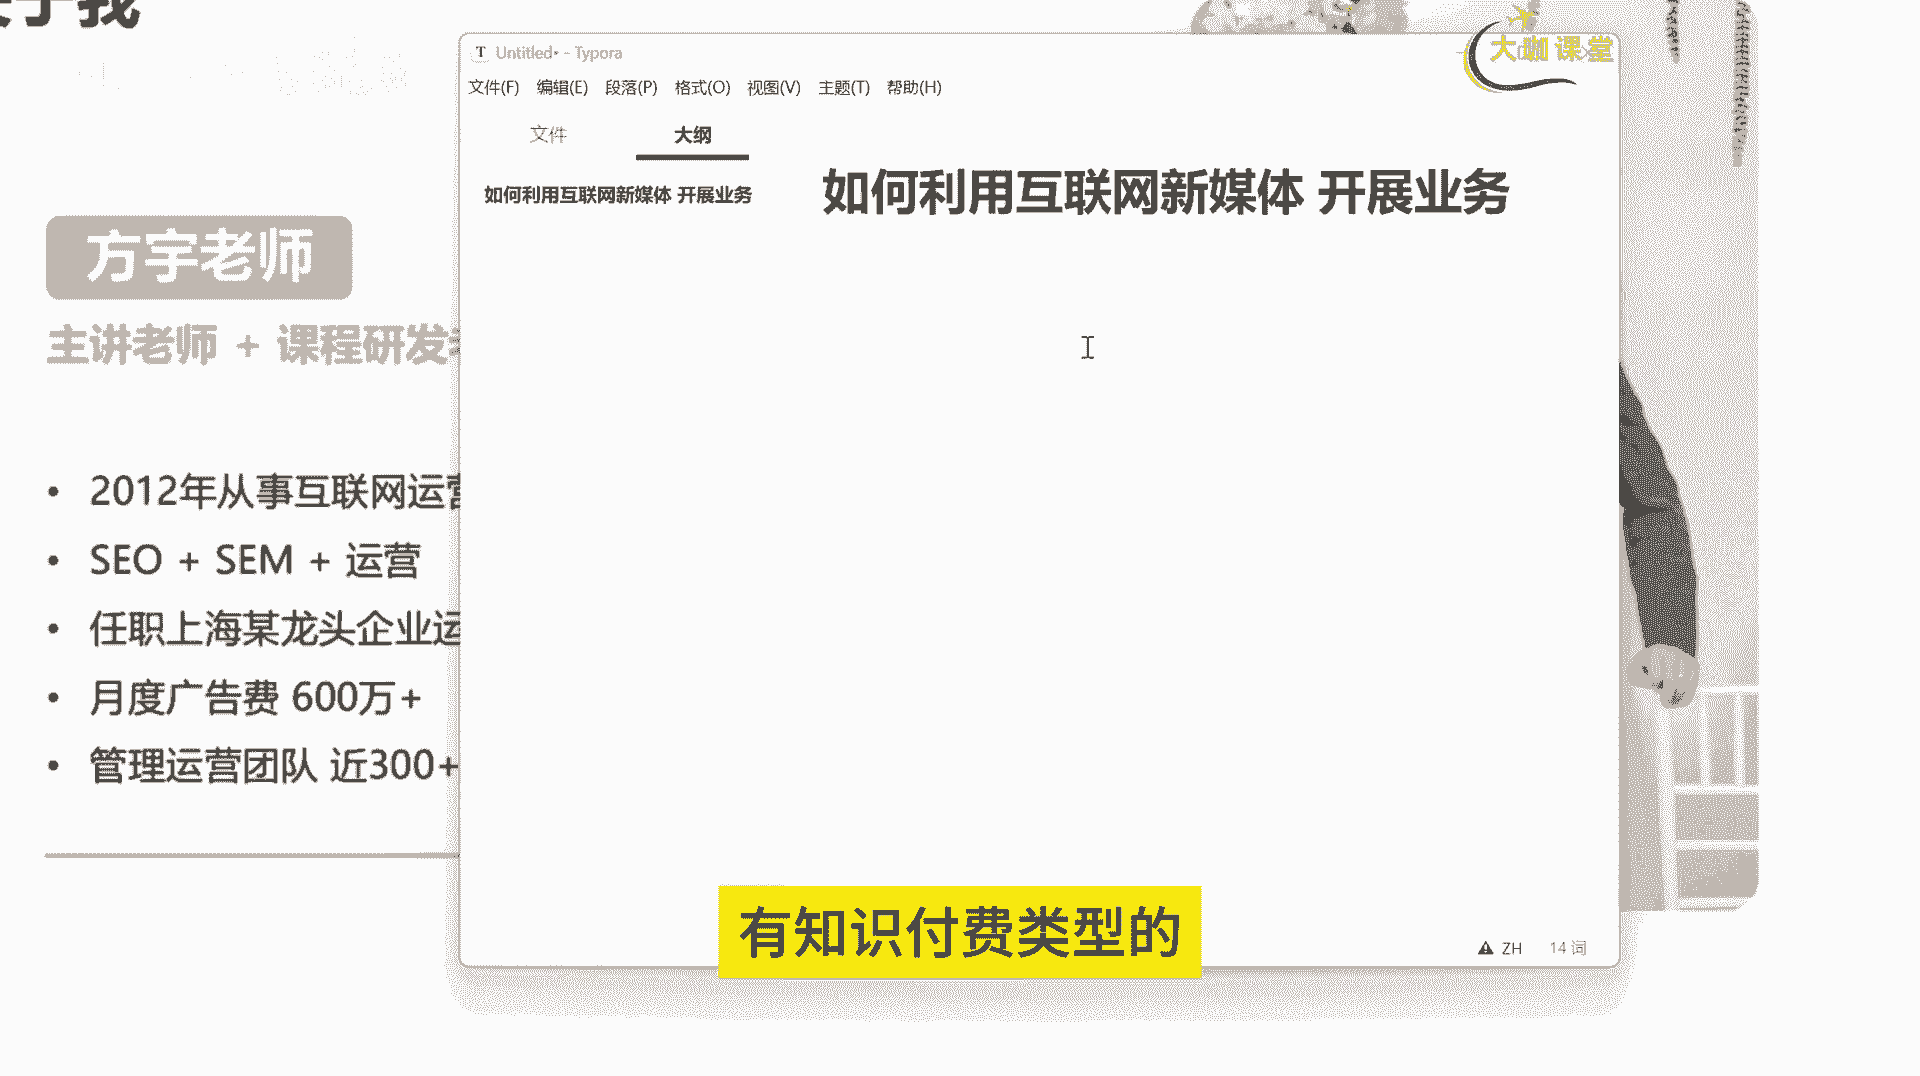 于我
方宇老师
主讲老师 + 课程研发
2012年从事互联网运营
SEO + SEM + 运营
任职上海某龙头企业运
月度广告费 600万+
管理运营团队 近300+
T Untitled• - Typora
文件(F) 编辑(E) 段落(P) 格式(O) 视图(V) 主题(T) 帮助(H)
文件 大纲
如何利用互联网新媒体 开展业务
如何利用互联网新媒体 开展业务
大咖课堂
有知识付费类型的
ZH 14 词